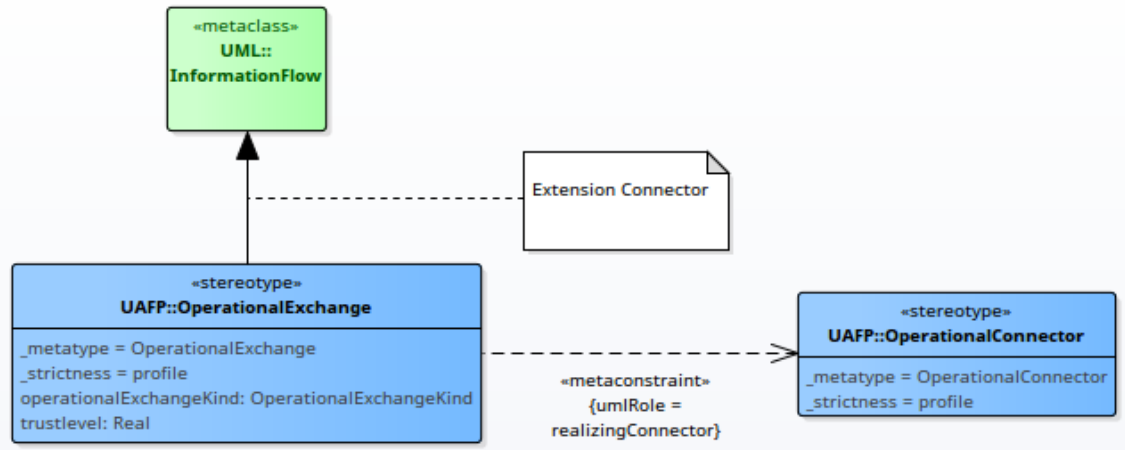 «metaclass»
UML::
InformationFlow
Extension Connector
«stereotype»
UAFP::OperationalExchange
_metatype = OperationalExchange
_strictness = profile
operationalExchangeKind: OperationalExchangeKind
trustlevel: Real
«metaconstraint»
{umlRole =
realizingConnector}
«stereotype»
UAFP::OperationalConnector
_metatype = OperationalConnector
_strictness = profile